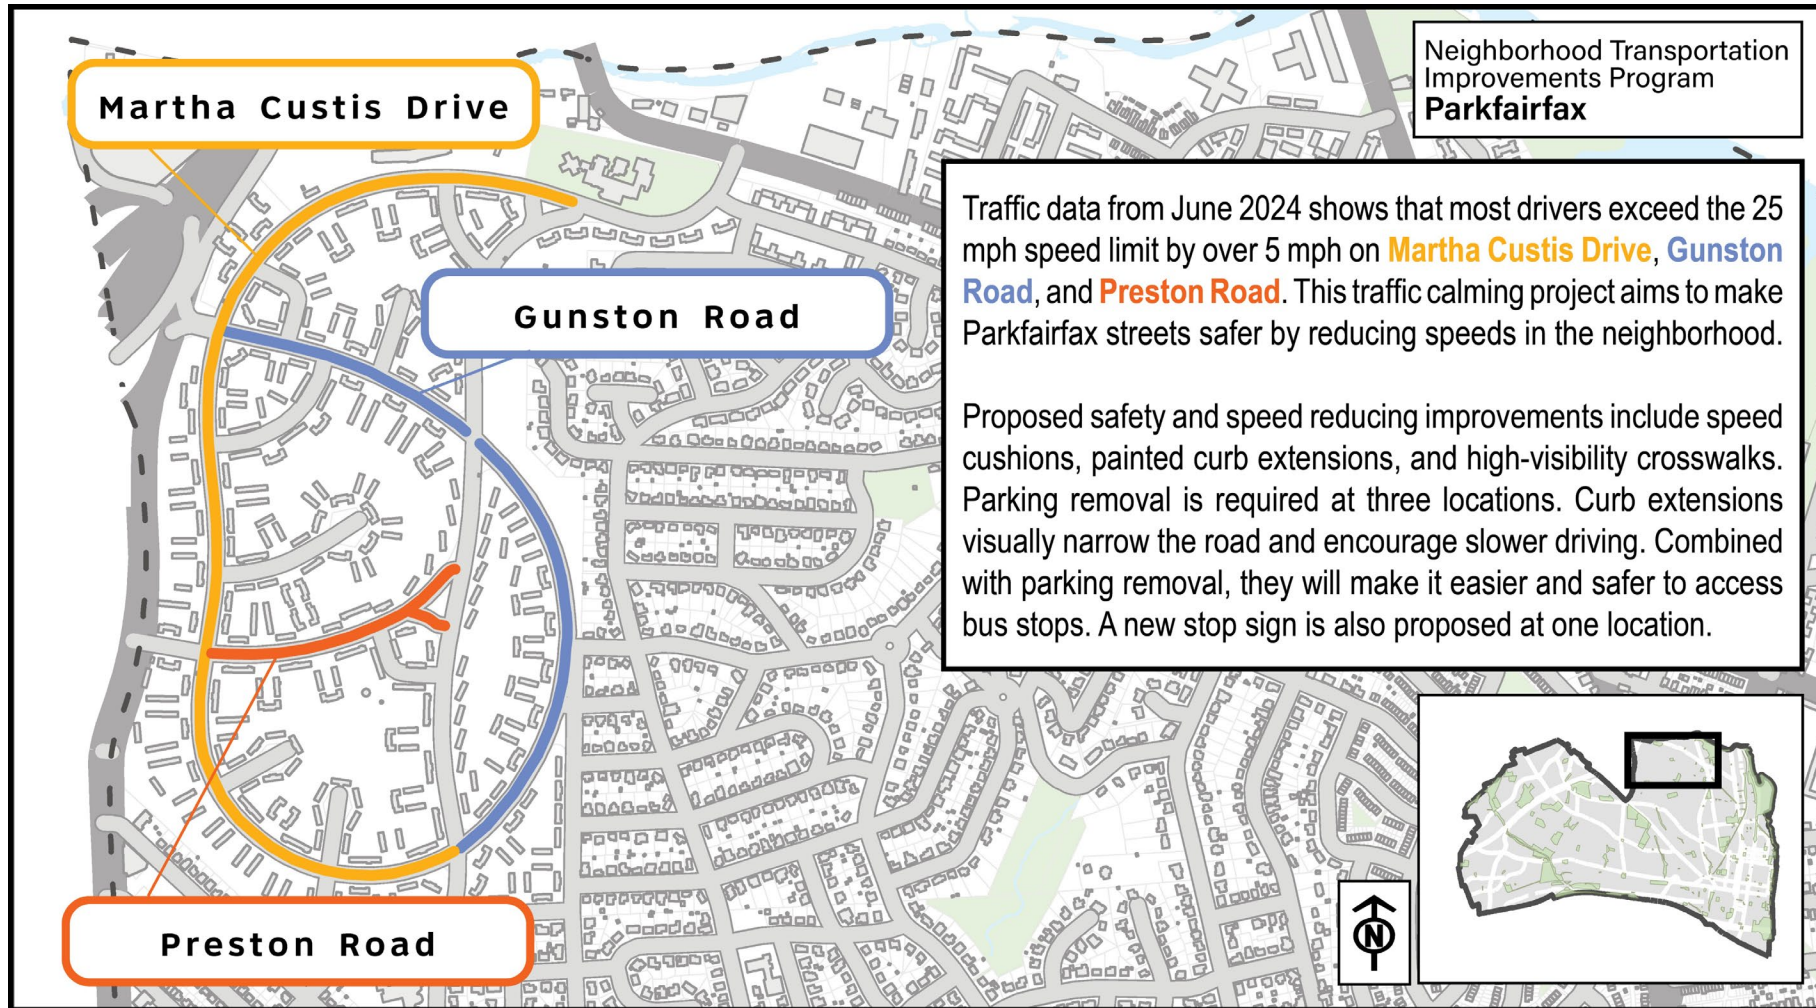 Neighborhood Transportation
Improvements Program
Parkfairfax
Martha Custis Drive
Traffic data from June 2024 shows that most drivers exceed the 25
mph speed limit by over 5 mph on Martha Custis Drive, Gunston
Road, and Preston Road. This traffic calming project aims to make
Parkfairfax streets safer by reducing speeds in the neighborhood.
Gunston Road
Proposed safety and speed reducing improvements include speed
cushions, painted curb extensions, and high-visibility crosswalks.
Parking removal is required at three locations. Curb extensions
visually narrow the road and encourage slower driving. Combined
with parking removal, they will make it easier and safer to access
bus stops. A new stop sign is also proposed at one location.
Preston Road
N